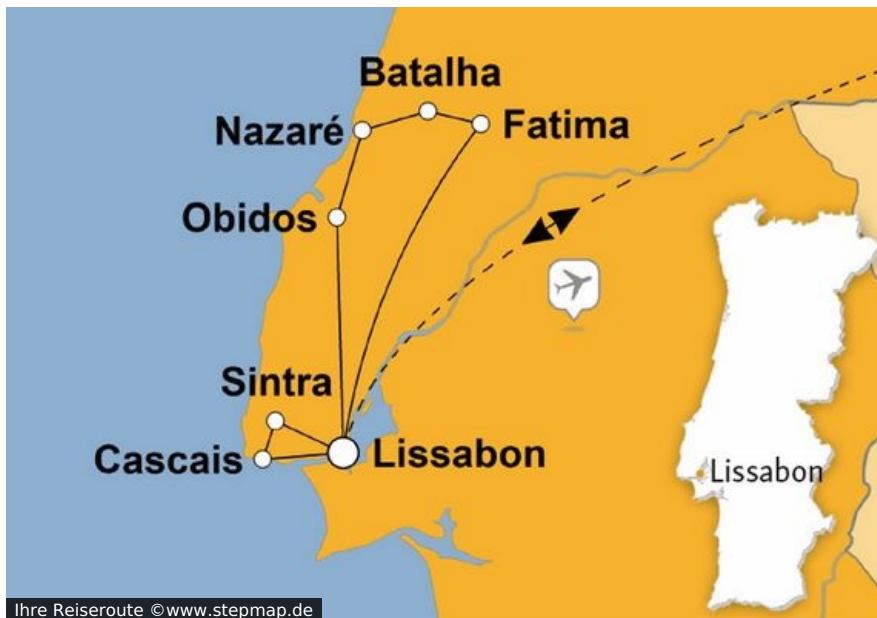 Batalha
Nazaré
Fatima
Obidos
Sintra
Cascais
Lissabon
Lissabon
Ihre Reiseroute ©www.stepmap.de